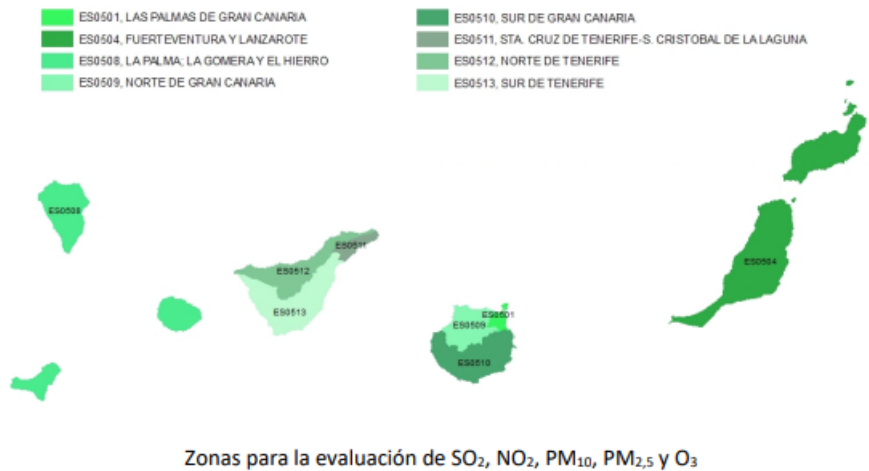 ES0501, LAS PALMAS DE GRAN CANARIA
ES0504, FUERTEVENTURA Y LANZAROTE
ES0508, LA PALMA; LA GOMERA Y EL HIERRO
ES0509, NORTE DE GRAN CANARIA
ES0510, SUR DE GRAN CANARIA
ES0511, STA. CRUZ DE TENERIFE-S. CRISTOBAL DE LA LAGUNA
ES0512, NORTE DE TENERIFE
ES0513, SUR DE TENERIFE
ES0508
ES0511
ES0512
ES0504
ES0513
ES0501
ES0509
ES0510
Zonas para la evaluación de SO₂, NO₂, PM₁₀, PM₂,₅ y O₃